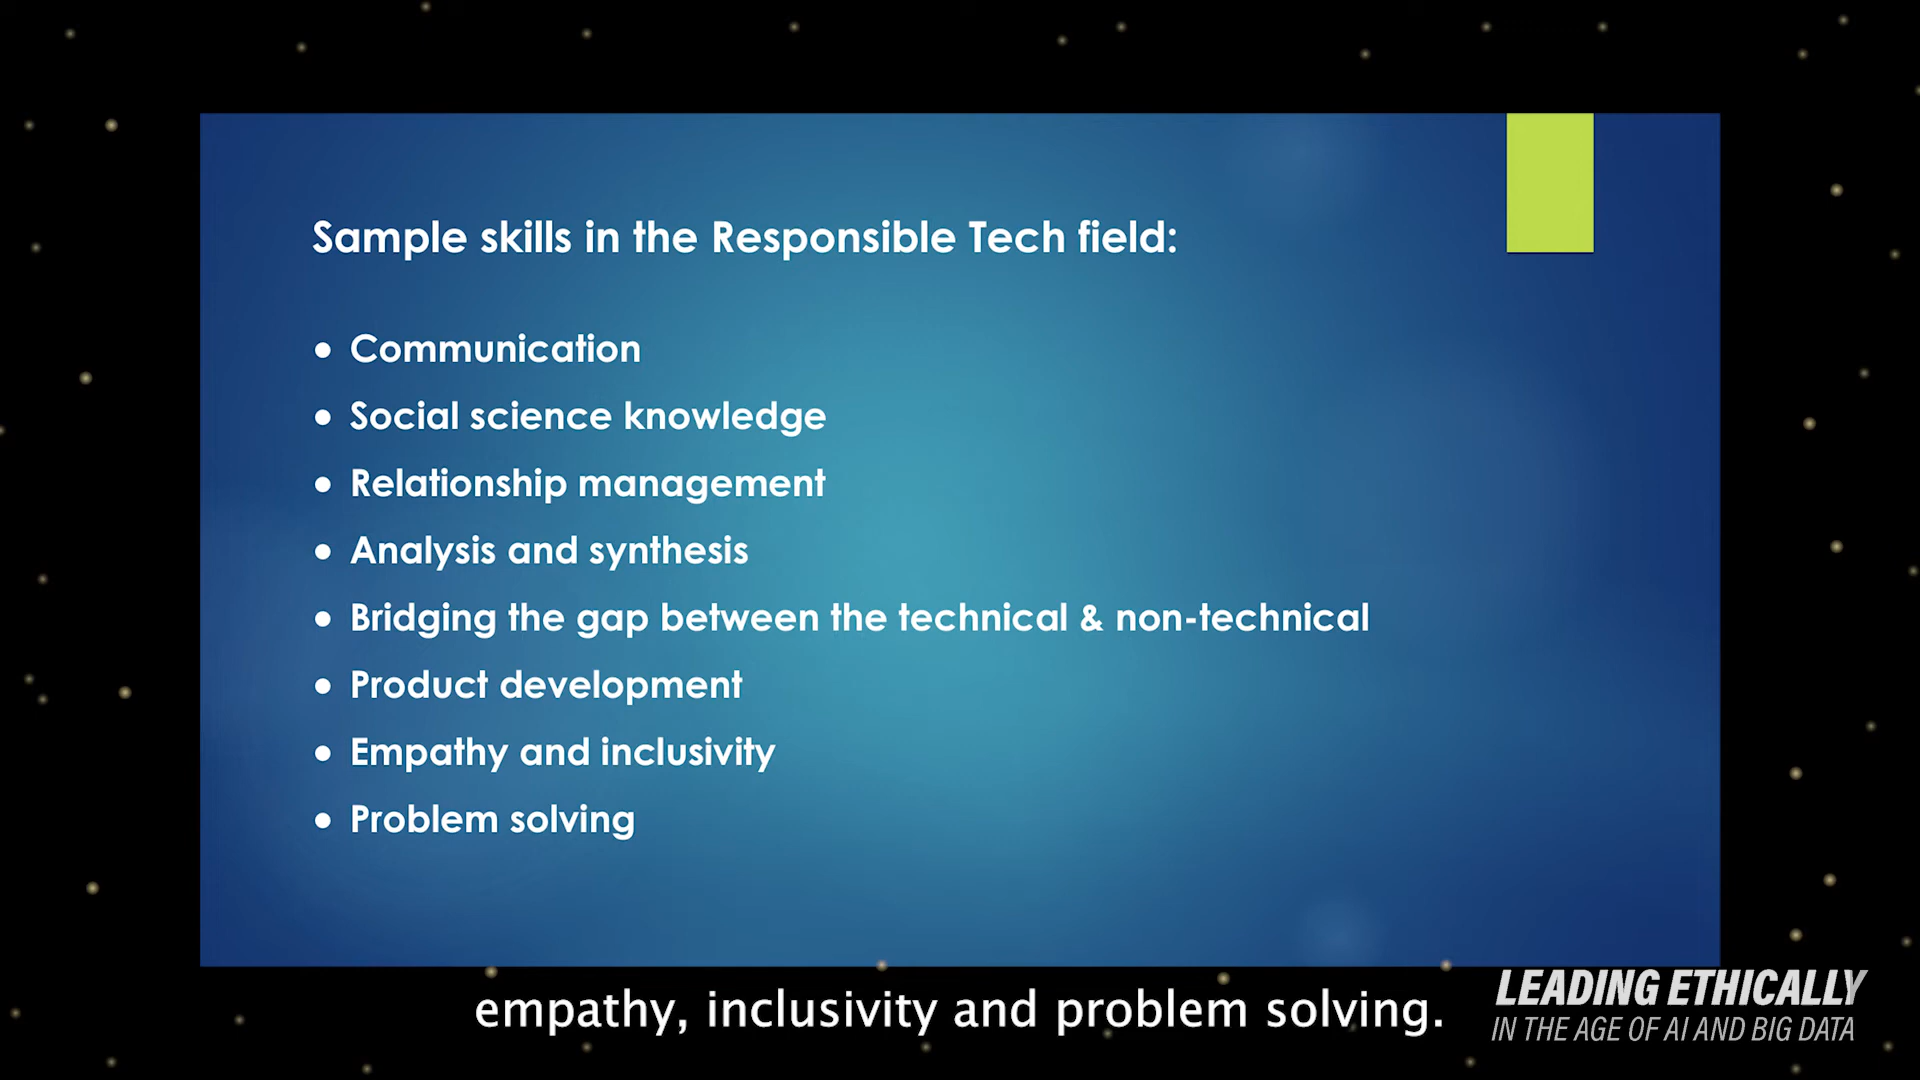 Sample skills in the Responsible Tech field:
● Communication
● Social science knowledge
● Relationship management
● Analysis and synthesis
● Bridging the gap between the technical & non-technical
● Product development
● Empathy and inclusivity
● Problem solving
empathy, inclusivity and problem solving.
LEADING ETHICALLY
IN THE AGE OF AI AND BIG DATA